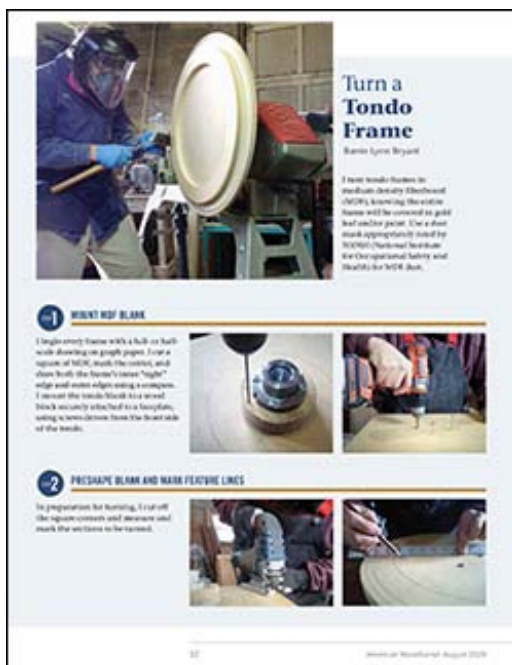 Turn a
Tondo
Frame
Barrie Lynn Bryant
I turn tondo frames in
medium-density fiberboard
(MDF), knowing the entire
frame will be covered in gold
leaf and/or paint. Use a dust
mask appropriately rated by
NIOSH (National Institute
for Occupational Safety and
Health) for MDF dust.
1 MOUNT MDF BLANK
I begin every frame with a full- or half-
scale drawing on graph paper. I cut a
square of MDF, mark the center, and
draw both the frame's inner "sight"
edge and outer edges using a compass.
I mount the tondo blank to a wood
block securely attached to a faceplate,
using screws driven from the front side
of the tondo.
2 PRESHAPE BLANK AND MARK FEATURE LINES
In preparation for turning, I cut off
the square corners and measure and
mark the sections to be turned.
American Woodturner August